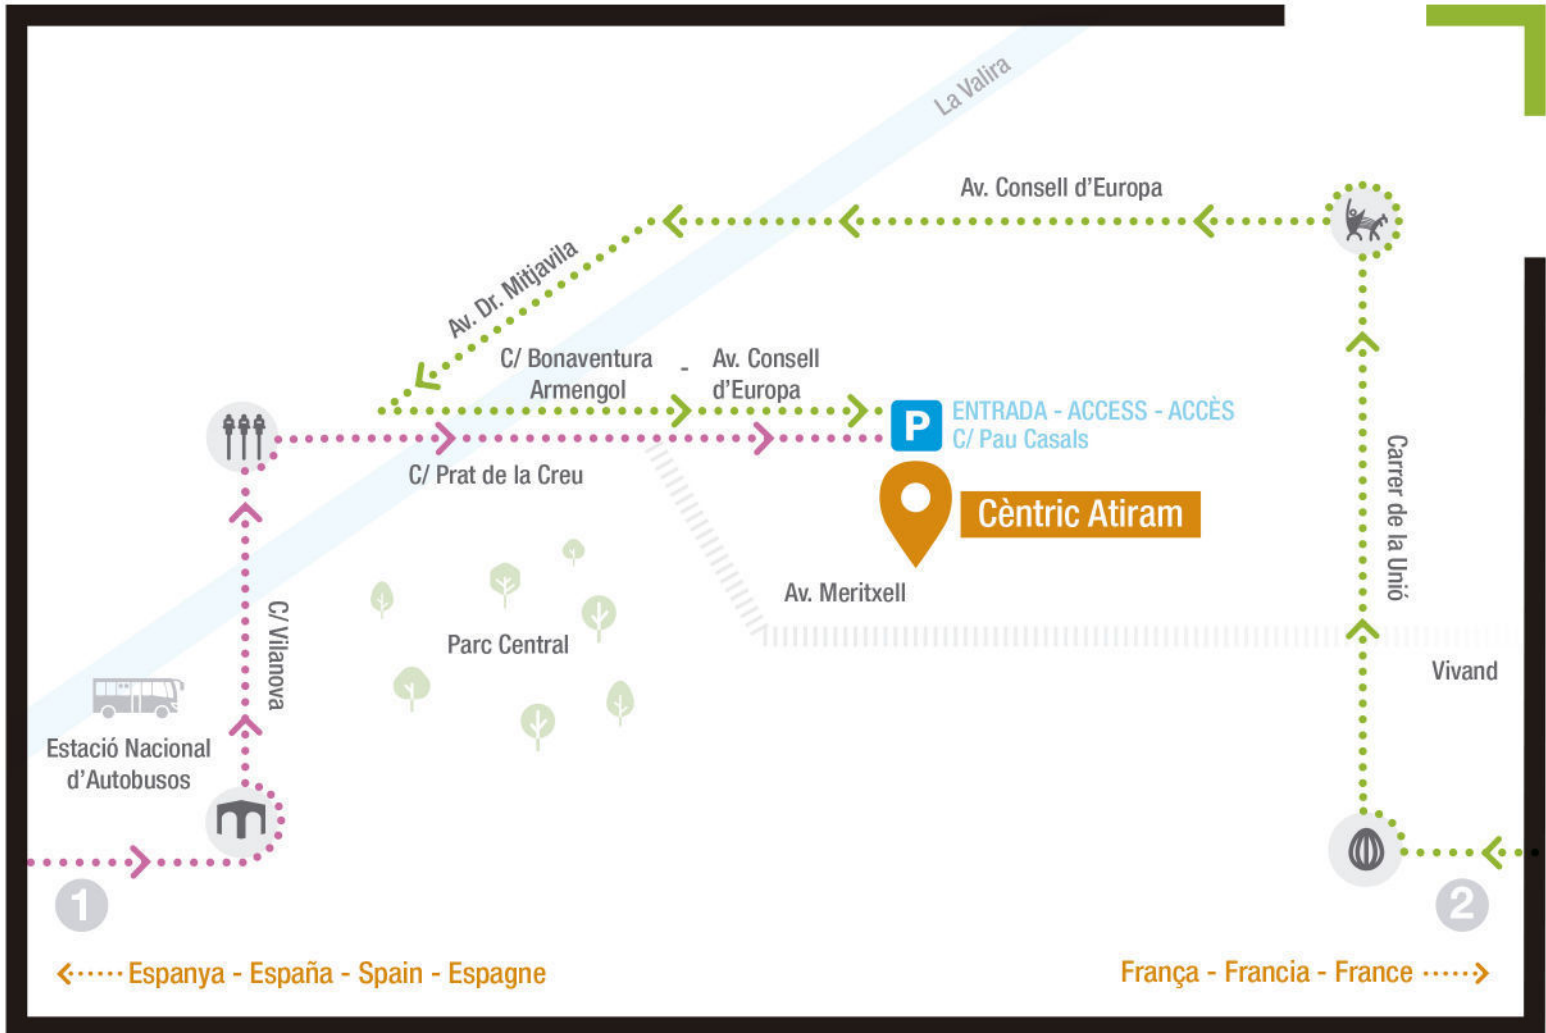 La Valira
Av. Consell d'Europa
Av. Dr. Mitjavila
C/ Bonaventura
Armengol
-
Av. Consell
d'Europa
P
ENTRADA - ACCESS - ACCÈS
C/ Pau Casals
C/ Prat de la Creu
Cèntric Atiram
Carrer de la Unió
Av. Meritxell
C/ Vilanova
Parc Central
Vivand
Estació Nacional
d'Autobusos
1
2
Espanya - España - Spain - Espagne
França - Francia - France